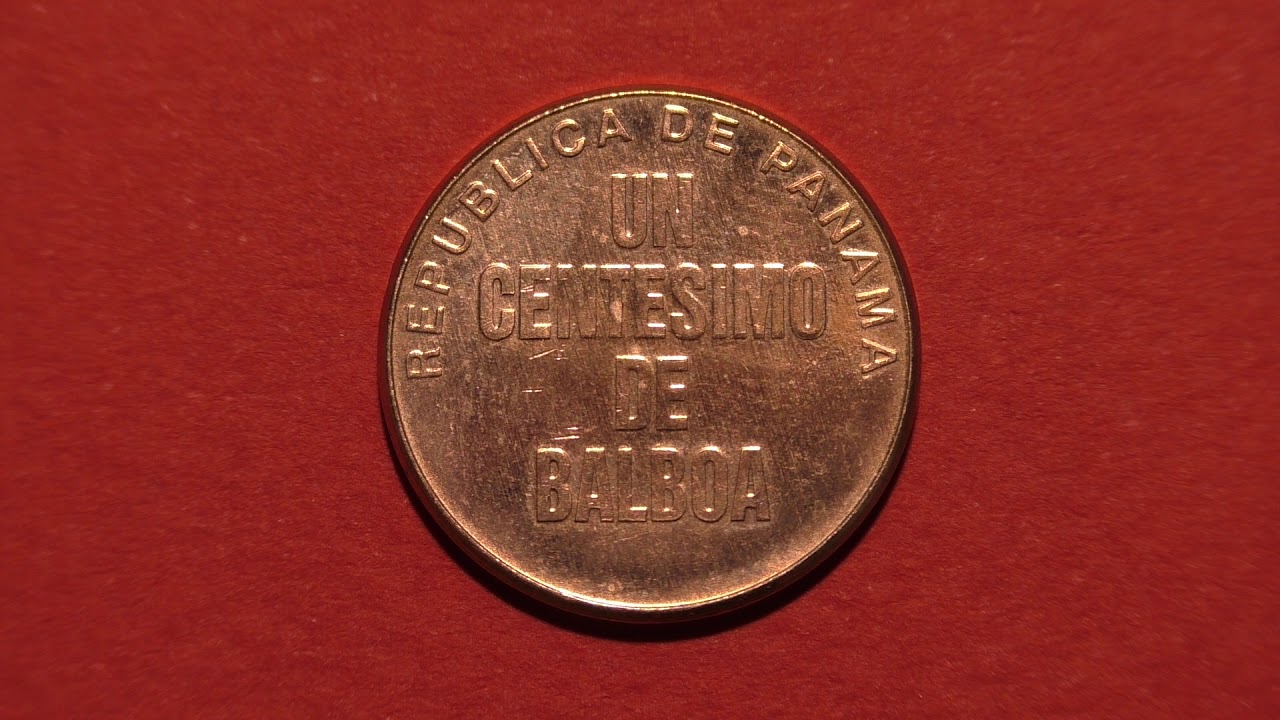 REPUBLICA DE PANAMA
UN
CENTESIMO
DE
BALBOA